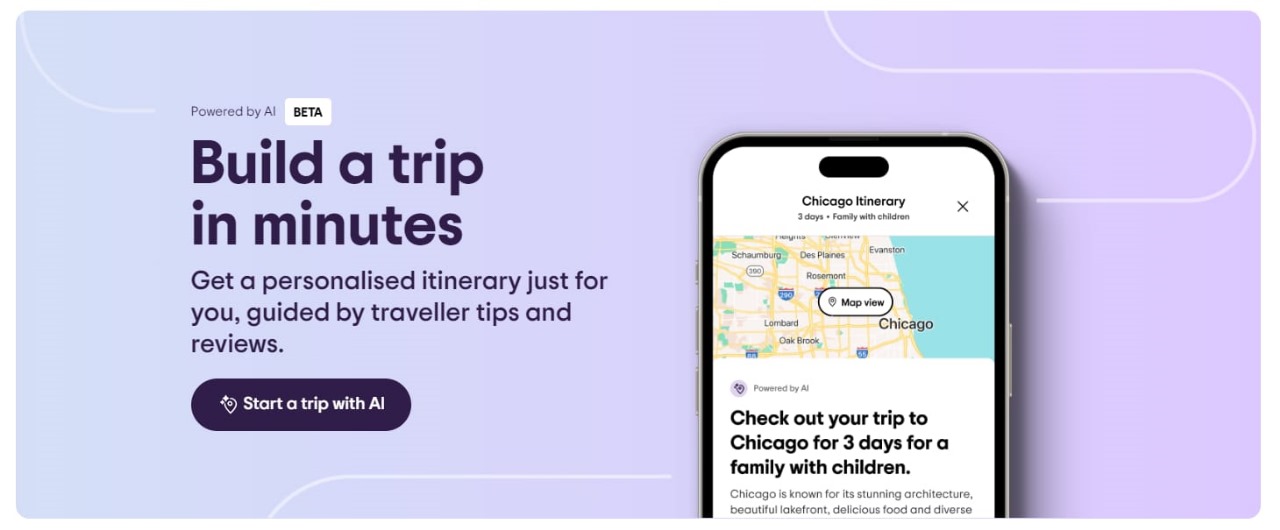 Powered by AI BETA
Build a trip
in minutes
Get a personalised itinerary just for
you, guided by traveller tips and
reviews.
Start a trip with AI
Chicago Itinerary
3 days • Family with children
Heights
Schaumburg
Des Plaines
Evanston
290
Rosemont
290
Map view
Lombard
Chicago
Oak Brook
55
Powered by AI
Check out your trip to
Chicago for 3 days for a
family with children.
Chicago is known for its stunning architecture,
beautiful lakefront, delicious food and diverse